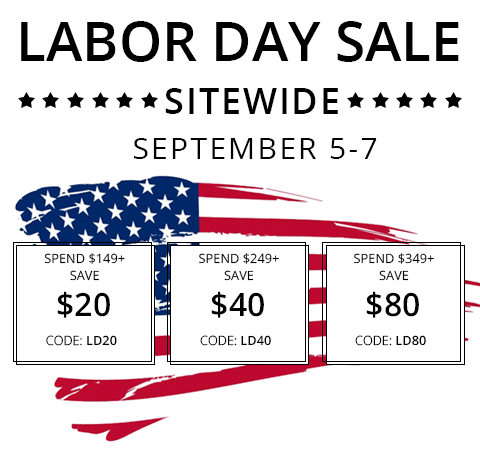 LABOR DAY SALE
SITEWIDE
SEPTEMBER 5-7
SPEND $149+
SAVE
$20
CODE: LD20
SPEND $249+
SAVE
$40
CODE: LD40
SPEND $349+
SAVE
$80
CODE: LD80